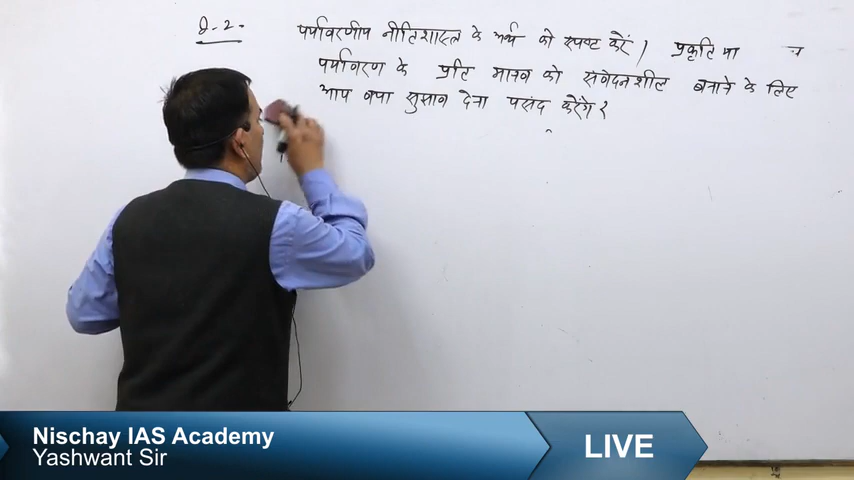 Q-2-
पर्यावरणीय नीतिशास्त्र के अर्थ को स्पष्ट करें। प्रकृति या
पर्यावरण के प्रति मानव को संवेदनशील बनाने के लिए
आप क्या सुझाव देना पसंद करेंगे?
Nischay IAS Academy
Yashwant Sir
LIVE